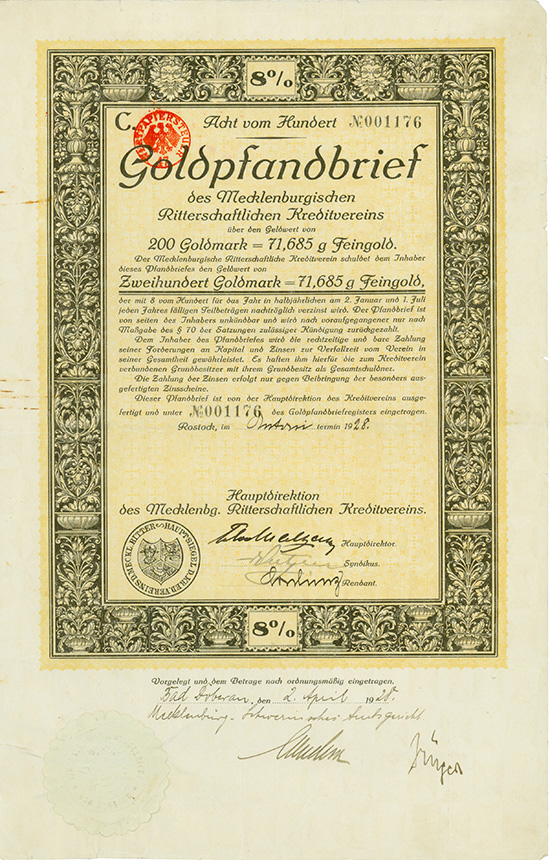 8%
C. Acht vom Hundert №001176
Goldpfandbrief
des Mecklenburgischen
Ritterschaftlichen Kreditvereins
über den Geldwert von
200 Goldmark = 71,685 g Feingold.
Der Mecklenburgische Ritterschaftliche Kreditverein schuldet dem Inhaber
dieses Pfandbriefes den Geldwert von
Zweihundert Goldmark = 71,685 g Feingold,
der mit 8 vom Hundert für das Jahr in halbjährlichen am 2. Januar und 1. Juli
jeden Jahres fälligen Teilbeträgen nachträglich verzinst wird. Der Pfandbrief ist
von seiten des Inhabers unkündbar und wird nach voraufgegangener nur nach
Maßgabe des § 70 der Satzungen zulässiger Kündigung zurückgezahlt.
Dem Inhaber des Pfandbriefes wird die rechtzeitige und bare Zahlung
seiner Forderungen an Kapital und Zinsen zur Verfallzeit vom Verein in
seiner Gesamtheit gewährleistet. Es haften ihm hierfür die zum Kreditverein
verbundenen Grundbesitzer mit ihrem Grundbesitz als Gesamtschuldner.
Die Zahlung der Zinsen erfolgt nur gegen Beibringung der besonders aus-
gefertigten Zinsscheine.
Dieser Pfandbrief ist von der Hauptdirektion des Kreditvereins ausge-
fertigt und unter №001176 des Goldpfandbriefregisters eingetragen.
Rostock, im Antoni termin 1928.
Hauptdirektion
des Mecklenbg. Ritterschaftlichen Kreditvereins.
Hauptdirektor.
Syndikus.
Rendant.
HAUPTSIEGEL
8%
Vorgelegt und dem Betrage nach ordnungsmäßig eingetragen.
Bad Doberan, den 2. April 1928.
Mecklenburg-Schwerinsches Amtsgericht